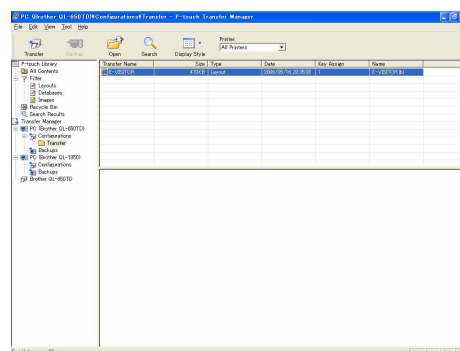 PC (Brother QL-650TD)¥Configurations¥Transfer - P-touch Transfer Manager
File Edit View Tool Help
Transfer Backup Open Search Display Style
Printer:
All Printers
P-touch Library
All Contents
Filter
Layouts
Databases
Images
Recycle Bin
Search Results
Transfer Manager
PC (Brother QL-650TD)
Configurations
Transfer
Backups
PC (Brother QL-1050)
Configurations
Backups
Brother QL-650TD
Transfer Name Size Type Date Key Assign Name
E-VISITOR Layout 1 E-VISITOR.lbl